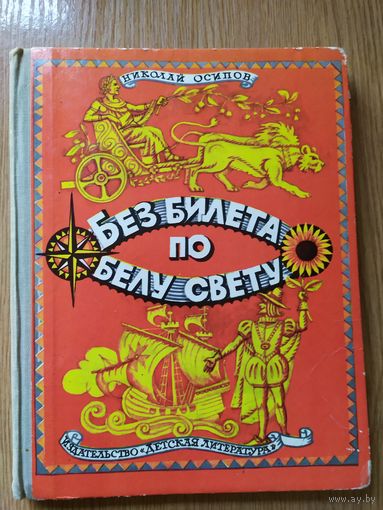 НИКОЛАЙ ОСИПОВ
БЕЗ БИЛЕТА
ПО
БЕЛУ СВЕТУ
ИЗДАТЕЛЬСТВО «ДЕТСКАЯ ЛИТЕРАТУРА»
www.ay.by